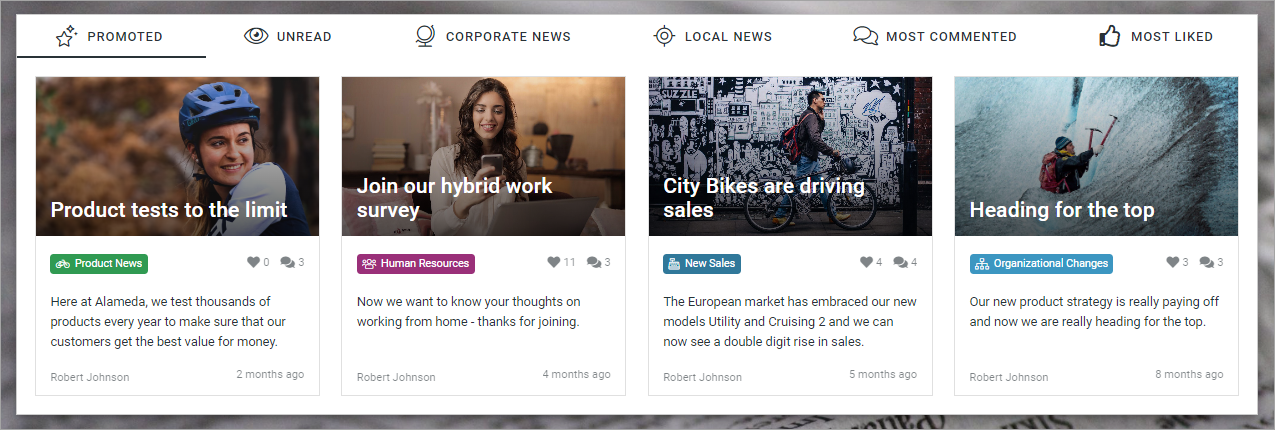 PROMOTED
UNREAD
CORPORATE NEWS
LOCAL NEWS
MOST COMMENTED
MOST LIKED
Product tests to the limit
Product News
0
3
Here at Alameda, we test thousands of
products every year to make sure that our
customers get the best value for money.
Robert Johnson
2 months ago
Join our hybrid work
survey
Human Resources
11
3
Now we want to know your thoughts on
working from home - thanks for joining.
Robert Johnson
4 months ago
SUZZLE
City Bikes are driving
sales
New Sales
4
4
The European market has embraced our new
models Utility and Cruising 2 and we can
now see a double digit rise in sales.
Robert Johnson
5 months ago
Heading for the top
Organizational Changes
3
3
Our new product strategy is really paying off
and now we are really heading for the top.
Robert Johnson
8 months ago